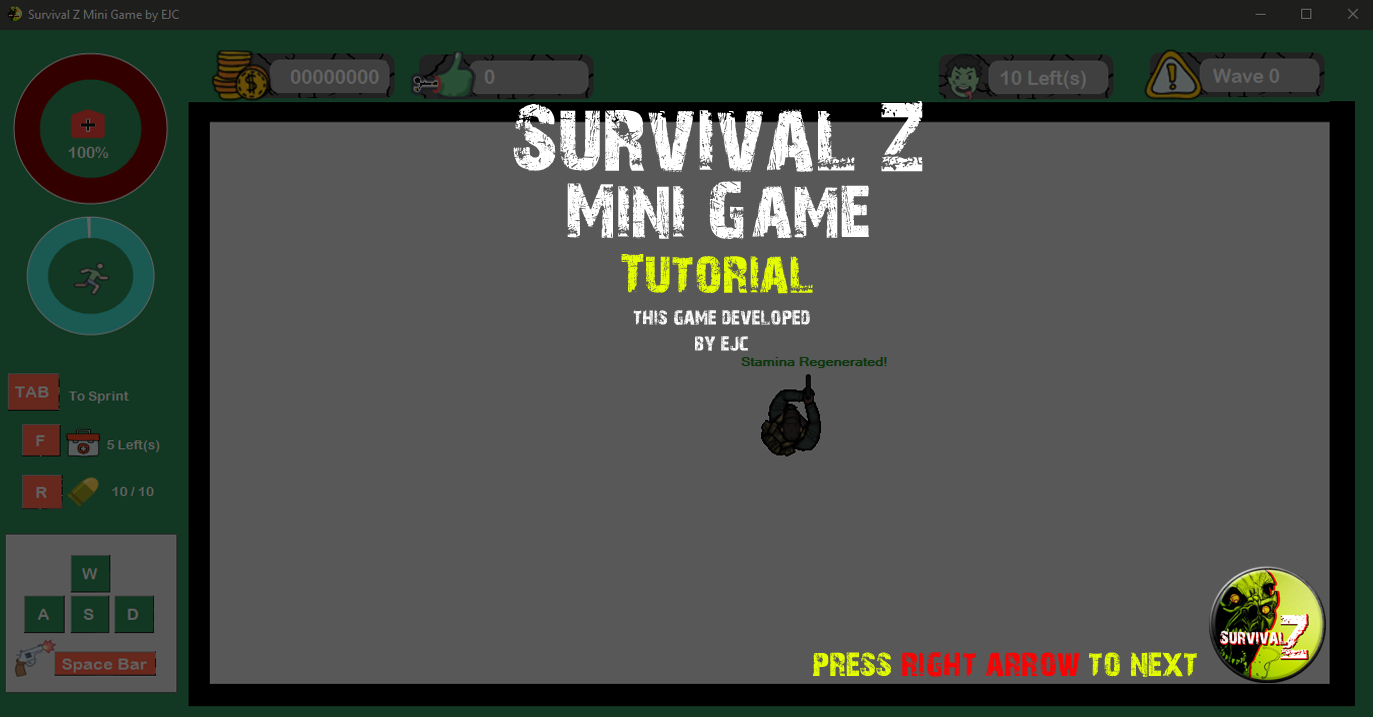 Survival Z Mini Game by EJC
00000000
0
10 Left(s)
Wave 0
100%
SURVIVAL Z
MINI GAME
TUTORIAL
THIS GAME DEVELOPED
BY EJC
Stamina Regenerated!
TAB To Sprint
F 5 Left(s)
R 10 / 10
W
A S D
Space Bar
PRESS RIGHT ARROW TO NEXT
SURVIVAL Z